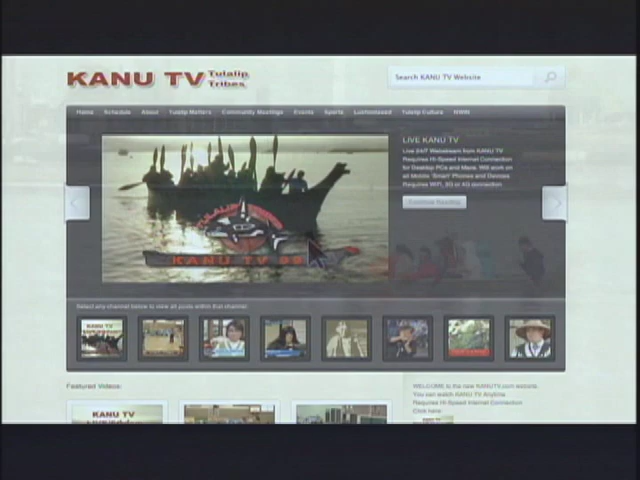 KANU TV Tulalip
Tribes
Search KANU TV Website
Home Schedule About Tulalip Matters Community Meetings Events Sports Lushootseed Tulalip Culture NWIN
LIVE KANU TV
Live 24/7 Webstream from KANU TV
Requires Hi-Speed Internet Connection
for Desktop PCs and Macs. Will work on
all Mobile "Smart" Phones and Devices.
Requires WiFi, 3G or 4G connection
Continue Reading
TULALIP
KANU TV 99
Select any channel below to view all posts within that channel.
KANU TV
Featured Videos:
WELCOME to the new KANUTV.com website.
You can watch KANU TV Anytime
Requires Hi-Speed Internet Connection
Click here:
KANU TV